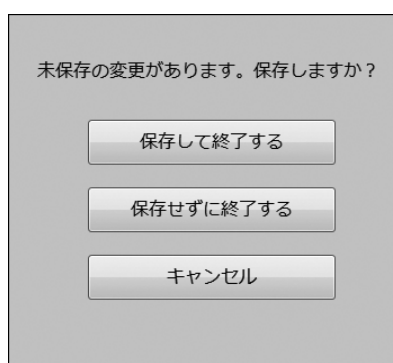 未保存の変更があります。保存しますか？
保存して終了する
保存せずに終了する
キャンセル